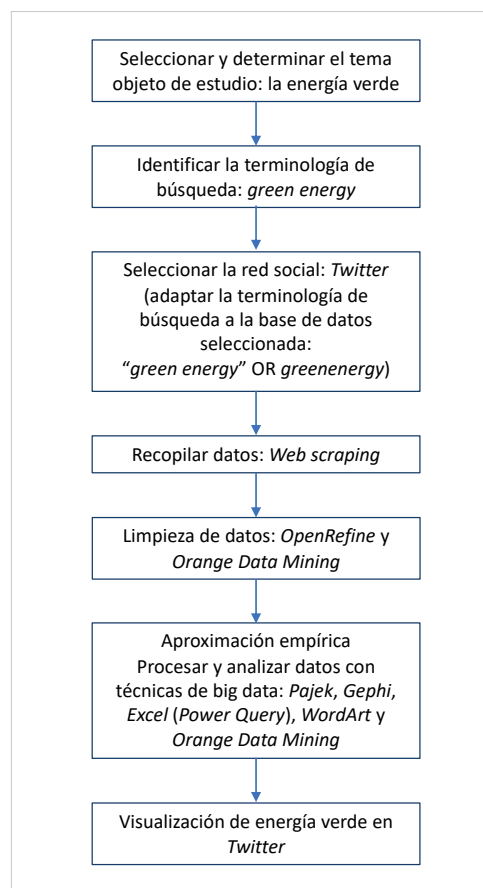 Seleccionar y determinar el tema
objeto de estudio: la energía verde
Identificar la terminología de
búsqueda: green energy
Seleccionar la red social: Twitter
(adaptar la terminología de
búsqueda a la base de datos
seleccionada:
“green energy” OR greenenergy)
Recopilar datos: Web scraping
Limpieza de datos: OpenRefine y
Orange Data Mining
Aproximación empírica
Procesar y analizar datos con
técnicas de big data: Pajek, Gephi,
Excel (Power Query), WordArt y
Orange Data Mining
Visualización de energía verde en
Twitter